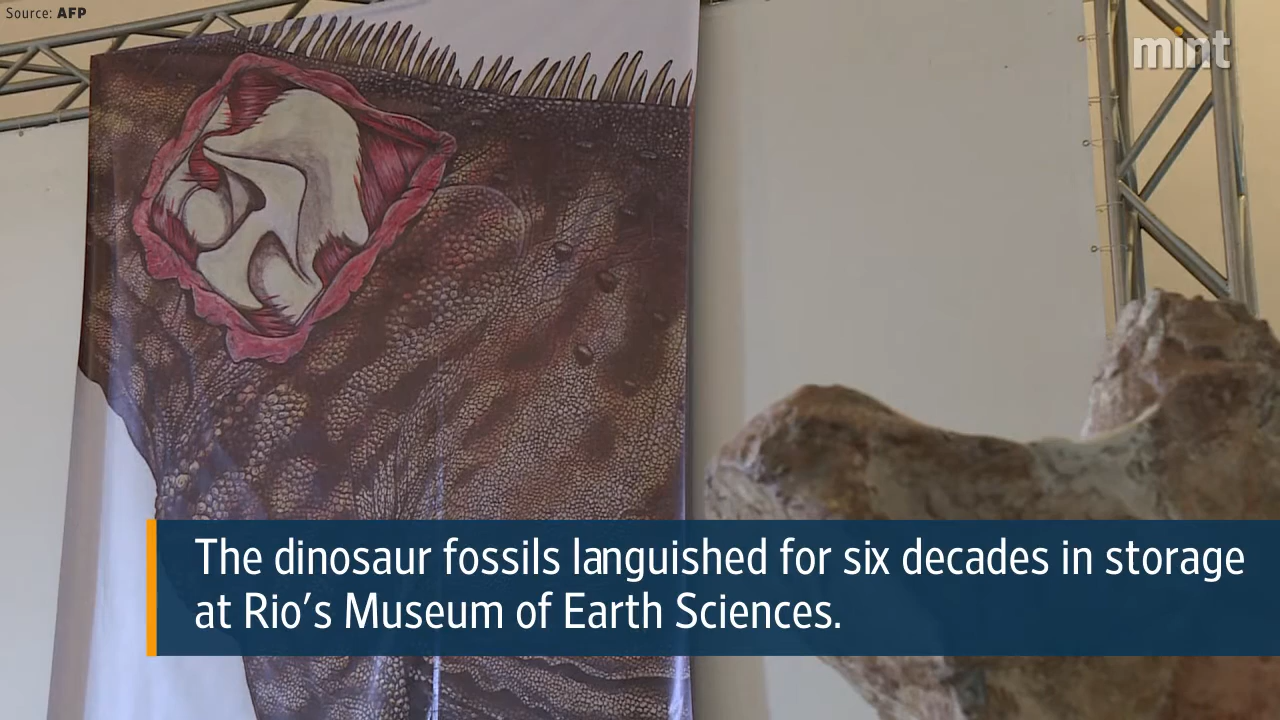 Source: AFP
mint
The dinosaur fossils languished for six decades in storage
at Rio's Museum of Earth Sciences.